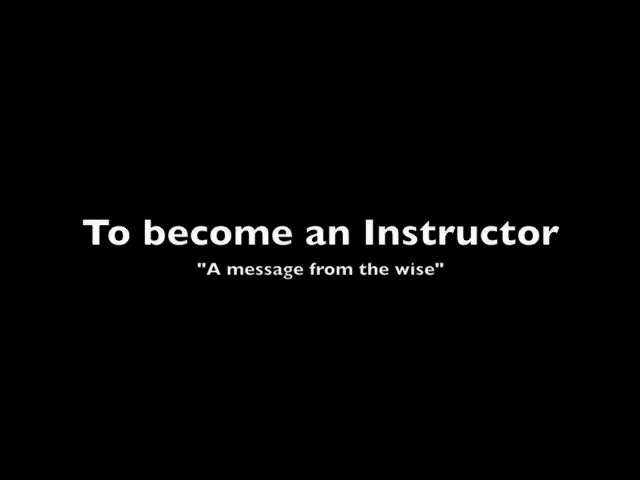 To become an Instructor
"A message from the wise"